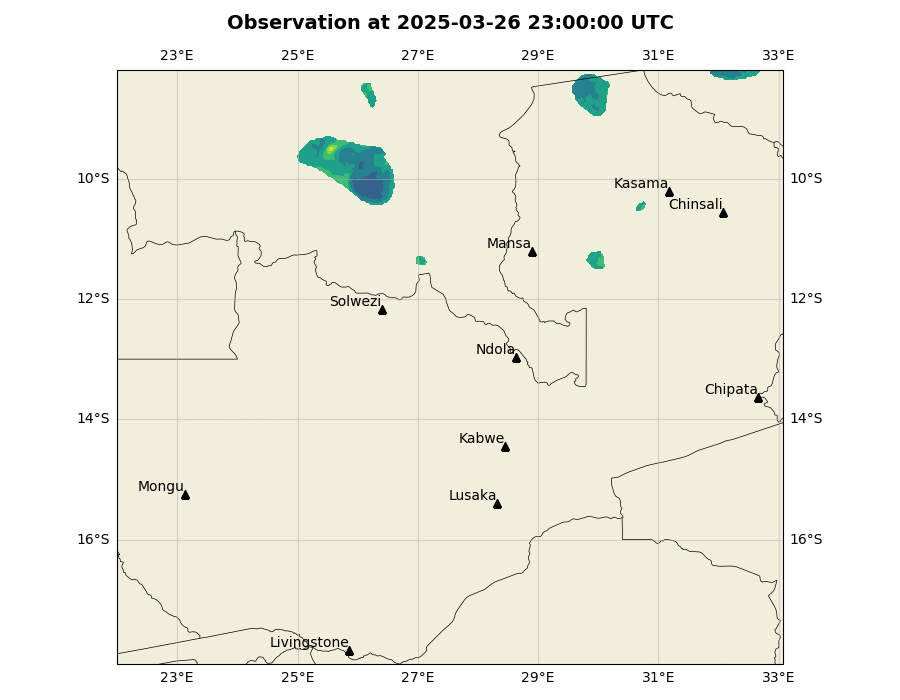 Observation at 2025-03-26 23:00:00 UTC
23°E 25°E 27°E 29°E 31°E 33°E
10°S 10°S
Kasama
Chinsali
Mansa
12°S 12°S
Solwezi
Ndola
Chipata
14°S 14°S
Kabwe
Mongu
Lusaka
16°S 16°S
Livingstone
23°E 25°E 27°E 29°E 31°E 33°E